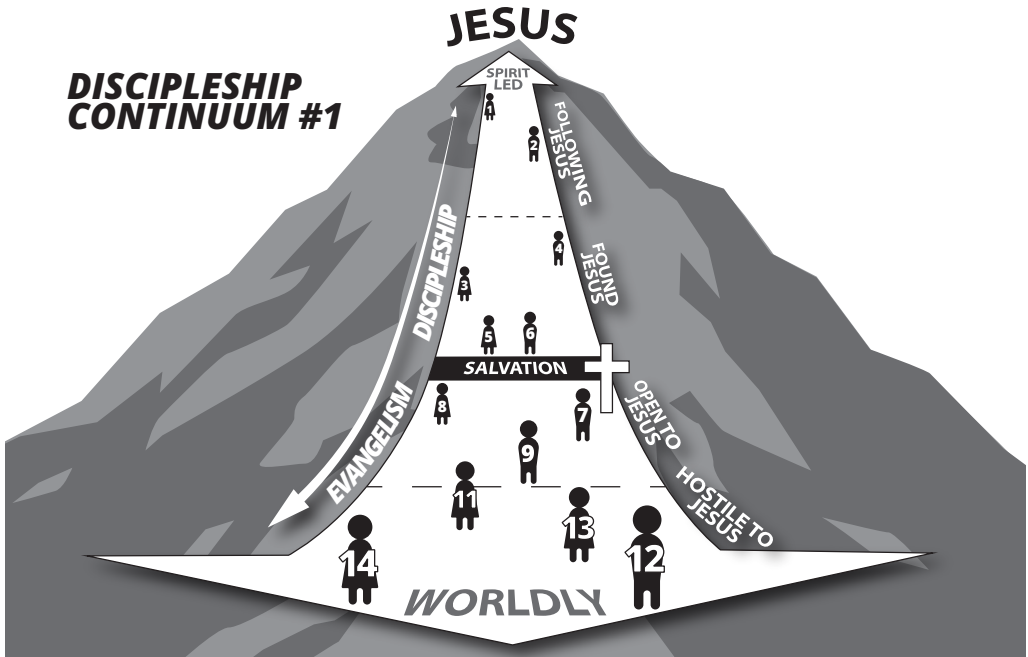 JESUS
DISCIPLESHIP
CONTINUUM #1
SPIRIT
LED
1
2
FOLLOWING
JESUS
DISCIPLESHIP
4
FOUND
JESUS
3
5
6
SALVATION
EVANGELISM
8
7
OPEN TO
JESUS
9
11
HOSTILE TO
JESUS
13
14
12
WORLDLY